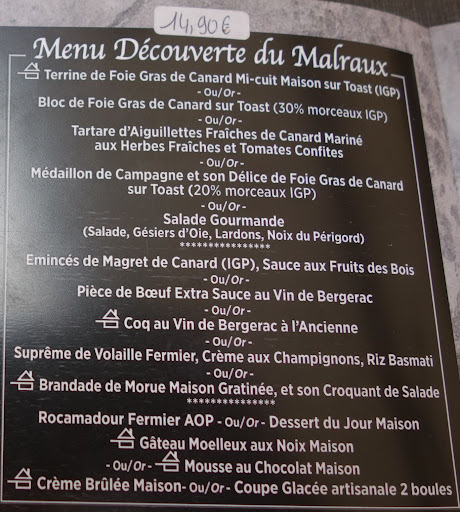 14,90€
Menu Découverte du Malraux
Terrine de Foie Gras de Canard Mi-cuit Maison sur Toast (IGP)
- Ou/Or -
Bloc de Foie Gras de Canard sur Toast (30% morceaux IGP)
- Ou/Or -
Tartare d'Aiguillettes Fraîches de Canard Mariné
aux Herbes Fraîches et Tomates Confites
- Ou/Or -
Médaillon de Campagne et son Délice de Foie Gras de Canard
sur Toast (20% morceaux IGP)
- Ou/Or -
Salade Gourmande
(Salade, Gésiers d'Oie, Lardons, Noix du Périgord)
****************
Emincés de Magret de Canard (IGP), Sauce aux Fruits des Bois
- Ou/Or -
Pièce de Bœuf Extra Sauce au Vin de Bergerac
- Ou/Or -
Coq au Vin de Bergerac à l'Ancienne
- Ou/Or -
Suprême de Volaille Fermier, Crème aux Champignons, Riz Basmati
- Ou/Or -
Brandade de Morue Maison Gratinée, et son Croquant de Salade
****************
Rocamadour Fermier AOP - Ou/Or - Dessert du Jour Maison
Gâteau Moelleux aux Noix Maison
- Ou/Or - Mousse au Chocolat Maison
Crème Brûlée Maison- Ou/Or - Coupe Glacée artisanale 2 boules